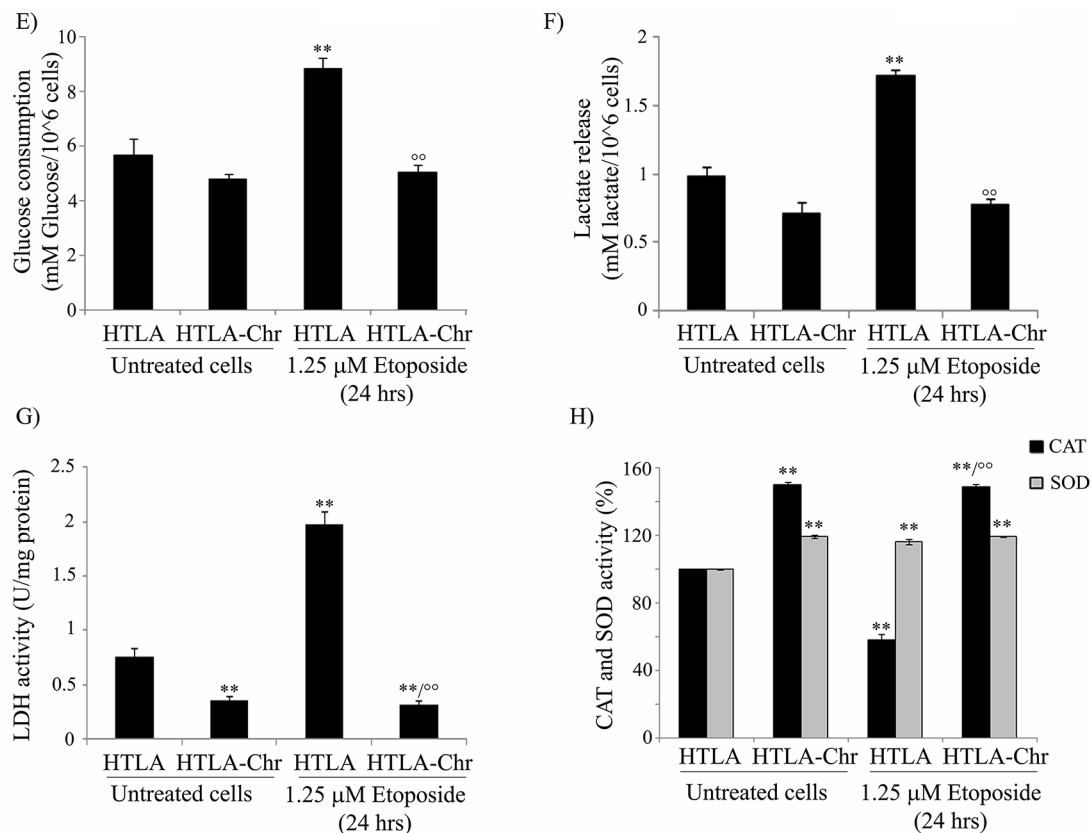 E)
Glucose consumption
(mM Glucose/10^6 cells)
10
8
6
4
2
0
**
°°
HTLA HTLA-Chr HTLA HTLA-Chr
Untreated cells 1.25 μM Etoposide
(24 hrs)
F)
Lactate release
(mM lactate/10^6 cells)
2
1.5
1
0.5
0
**
°°
HTLA HTLA-Chr HTLA HTLA-Chr
Untreated cells 1.25 μM Etoposide
(24 hrs)
G)
LDH activity (U/mg protein)
2.5
2
1.5
1
0.5
0
**
**
**/°°
HTLA HTLA-Chr HTLA HTLA-Chr
Untreated cells 1.25 μM Etoposide
(24 hrs)
H)
CAT
SOD
CAT and SOD activity (%)
160
120
80
40
0
**
**
**
**
**/°°
**
HTLA HTLA-Chr HTLA HTLA-Chr
Untreated cells 1.25 μM Etoposide
(24 hrs)